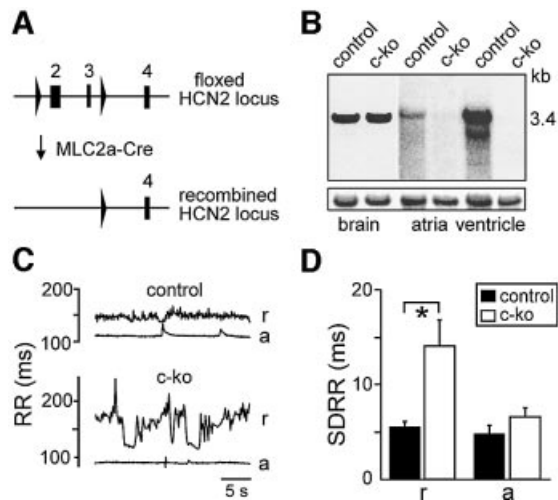 A
2 3 4
floxed
HCN2 locus
MLC2a-Cre
4
recombined
HCN2 locus
B
control c-ko control c-ko control c-ko
kb
3.4
brain atria ventricle
C
control
200
100
r
a
RR (ms)
c-ko
200
100
r
a
5 s
D
control
c-ko
*
SDRR (ms)
20
10
0
r a